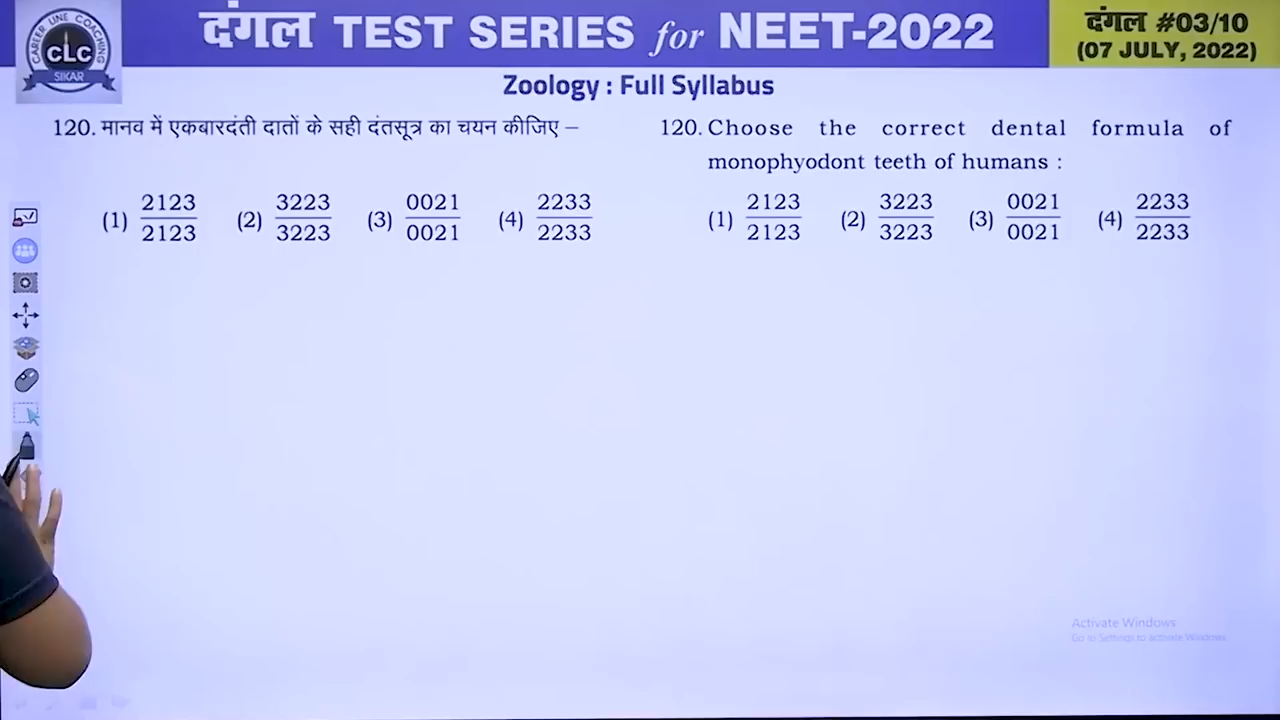 दंगल TEST SERIES for NEET-2022
दंगल #03/10
(07 JULY, 2022)
CAREER LINE COACHING
CLC
SIKAR
Zoology : Full Syllabus
120. मानव में एकबारदंती दातों के सही दंतसूत्र का चयन कीजिए –
(1) 2123/2123 (2) 3223/3223 (3) 0021/0021 (4) 2233/2233
120. Choose the correct dental formula of
monophyodont teeth of humans :
(1) 2123/2123 (2) 3223/3223 (3) 0021/0021 (4) 2233/2233
Activate Windows
Go to Settings to activate Windows.